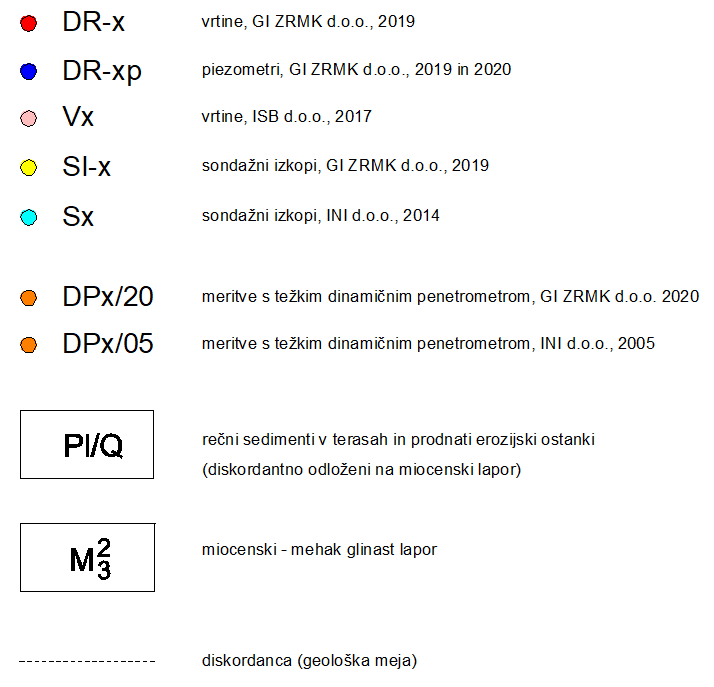 DR-x vrtine, GI ZRMK d.o.o., 2019
DR-xp piezometri, GI ZRMK d.o.o., 2019 in 2020
Vx vrtine, ISB d.o.o., 2017
SI-x sondažni izkopi, GI ZRMK d.o.o., 2019
Sx sondažni izkopi, INI d.o.o., 2014
DPx/20 meritve s težkim dinamičnim penetrometrom, GI ZRMK d.o.o. 2020
DPx/05 meritve s težkim dinamičnim penetrometrom, INI d.o.o., 2005
Pl/Q rečni sedimenti v terasah in prodnati erozijski ostanki
(diskordantno odloženi na miocenski lapor)
M₃² miocenski - mehak glinast lapor
diskordanca (geološka meja)